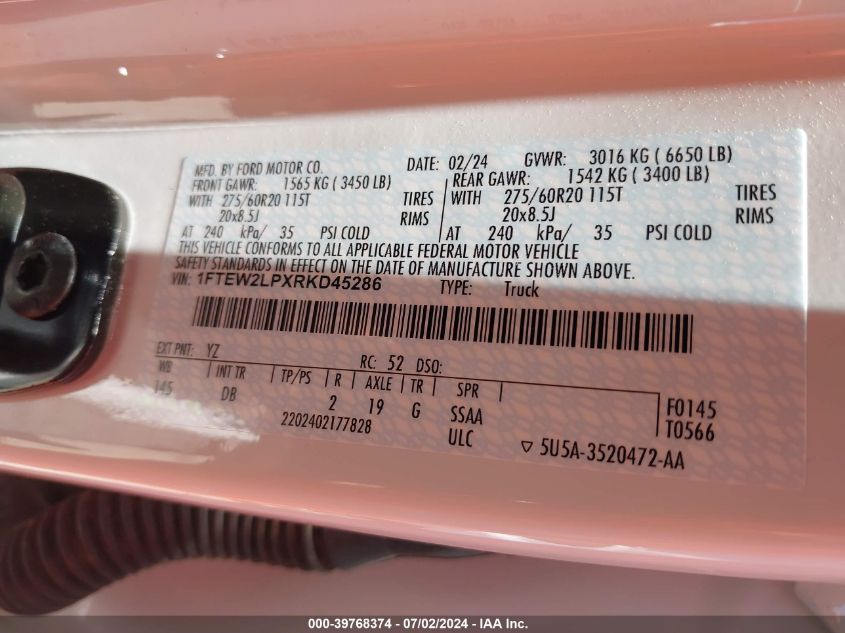 MFD. BY FORD MOTOR CO. DATE: 02/24 GVWR: 3016 KG ( 6650 LB)
FRONT GAWR: 1565 KG ( 3450 LB) REAR GAWR: 1542 KG ( 3400 LB)
WITH 275/60R20 115T TIRES WITH 275/60R20 115T TIRES
20x8.5J RIMS 20x8.5J RIMS
AT 240 kPa/ 35 PSI COLD AT 240 kPa/ 35 PSI COLD
THIS VEHICLE CONFORMS TO ALL APPLICABLE FEDERAL MOTOR VEHICLE
SAFETY STANDARDS IN EFFECT ON THE DATE OF MANUFACTURE SHOWN ABOVE.
VIN: 1FTEW2LPXRKD45286 TYPE: Truck
EXT PNT: YZ RC: 52 DSO:
WB INT TR TP/PS R AXLE TR SPR
145 DB 2 19 G SSAA F0145
2202402177828 ULC T0566
5U5A-3520472-AA
000-39768374 - 07/02/2024 - IAA Inc.